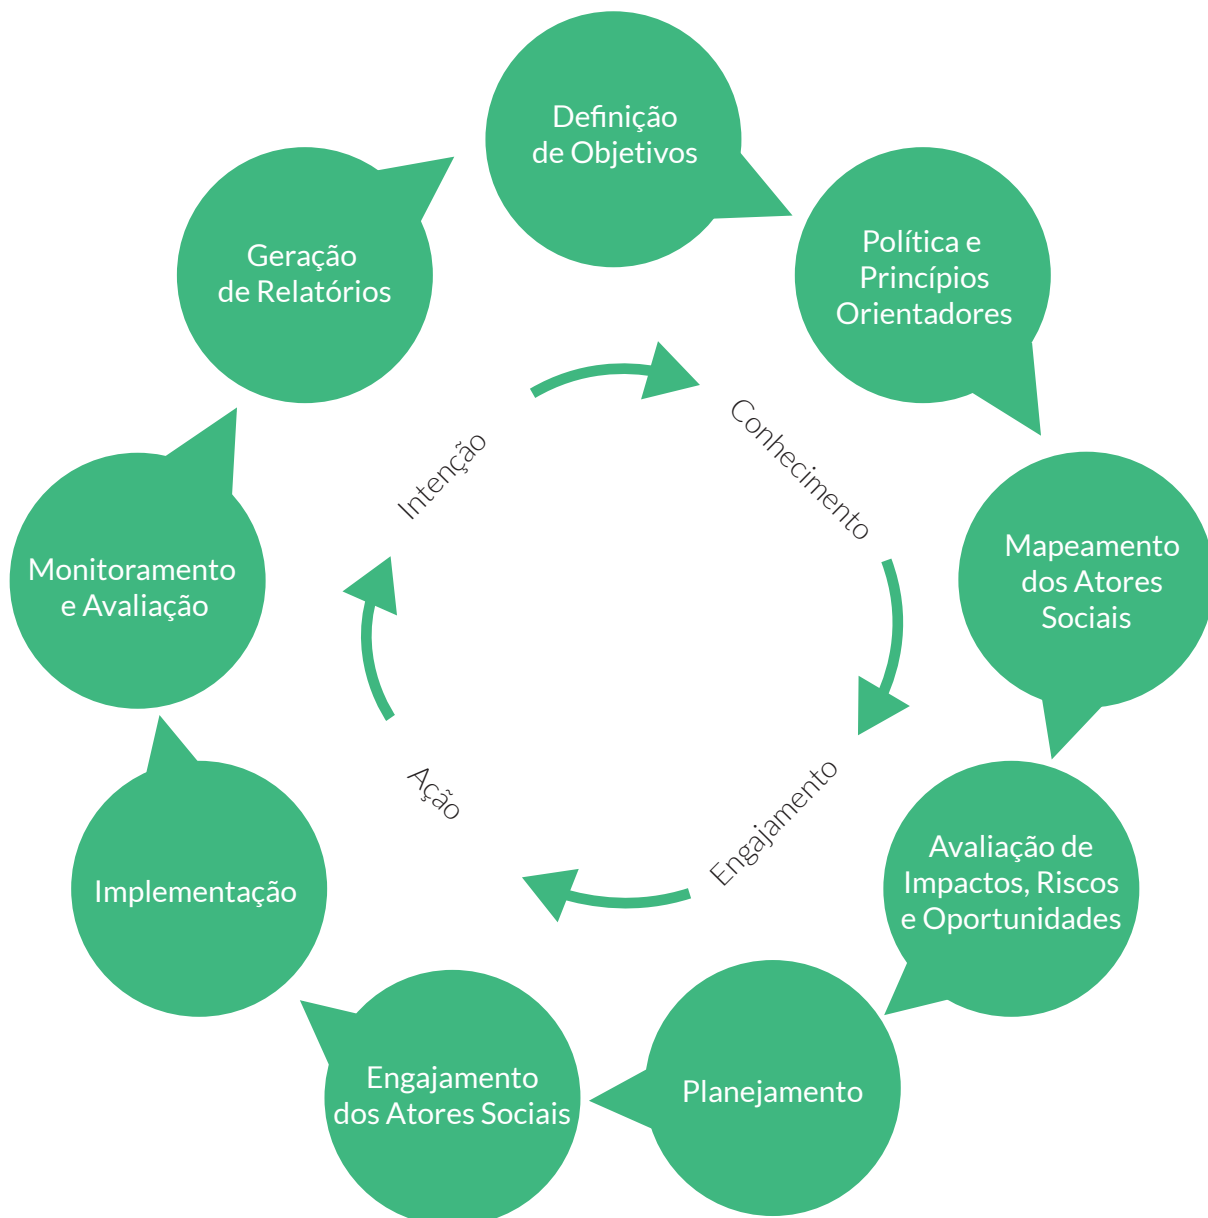 Definição
de Objetivos
Política e
Princípios
Orientadores
Mapeamento
dos Atores
Sociais
Avaliação de
Impactos, Riscos
e Oportunidades
Planejamento
Engajamento
dos Atores Sociais
Implementação
Monitoramento
e Avaliação
Geração
de Relatórios
Intenção
Conhecimento
Engajamento
Ação